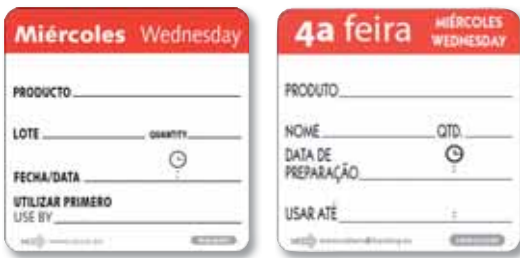 Miércoles Wednesday
PRODUCTO
LOTE QUANTITY
FECHA/DATA :
UTILIZAR PRIMERO
USE BY
4a feira MIÉRCOLES
WEDNESDAY
PRODUTO
NOME QTD.
DATA DE
PREPARAÇÃO :
USAR ATÉ :